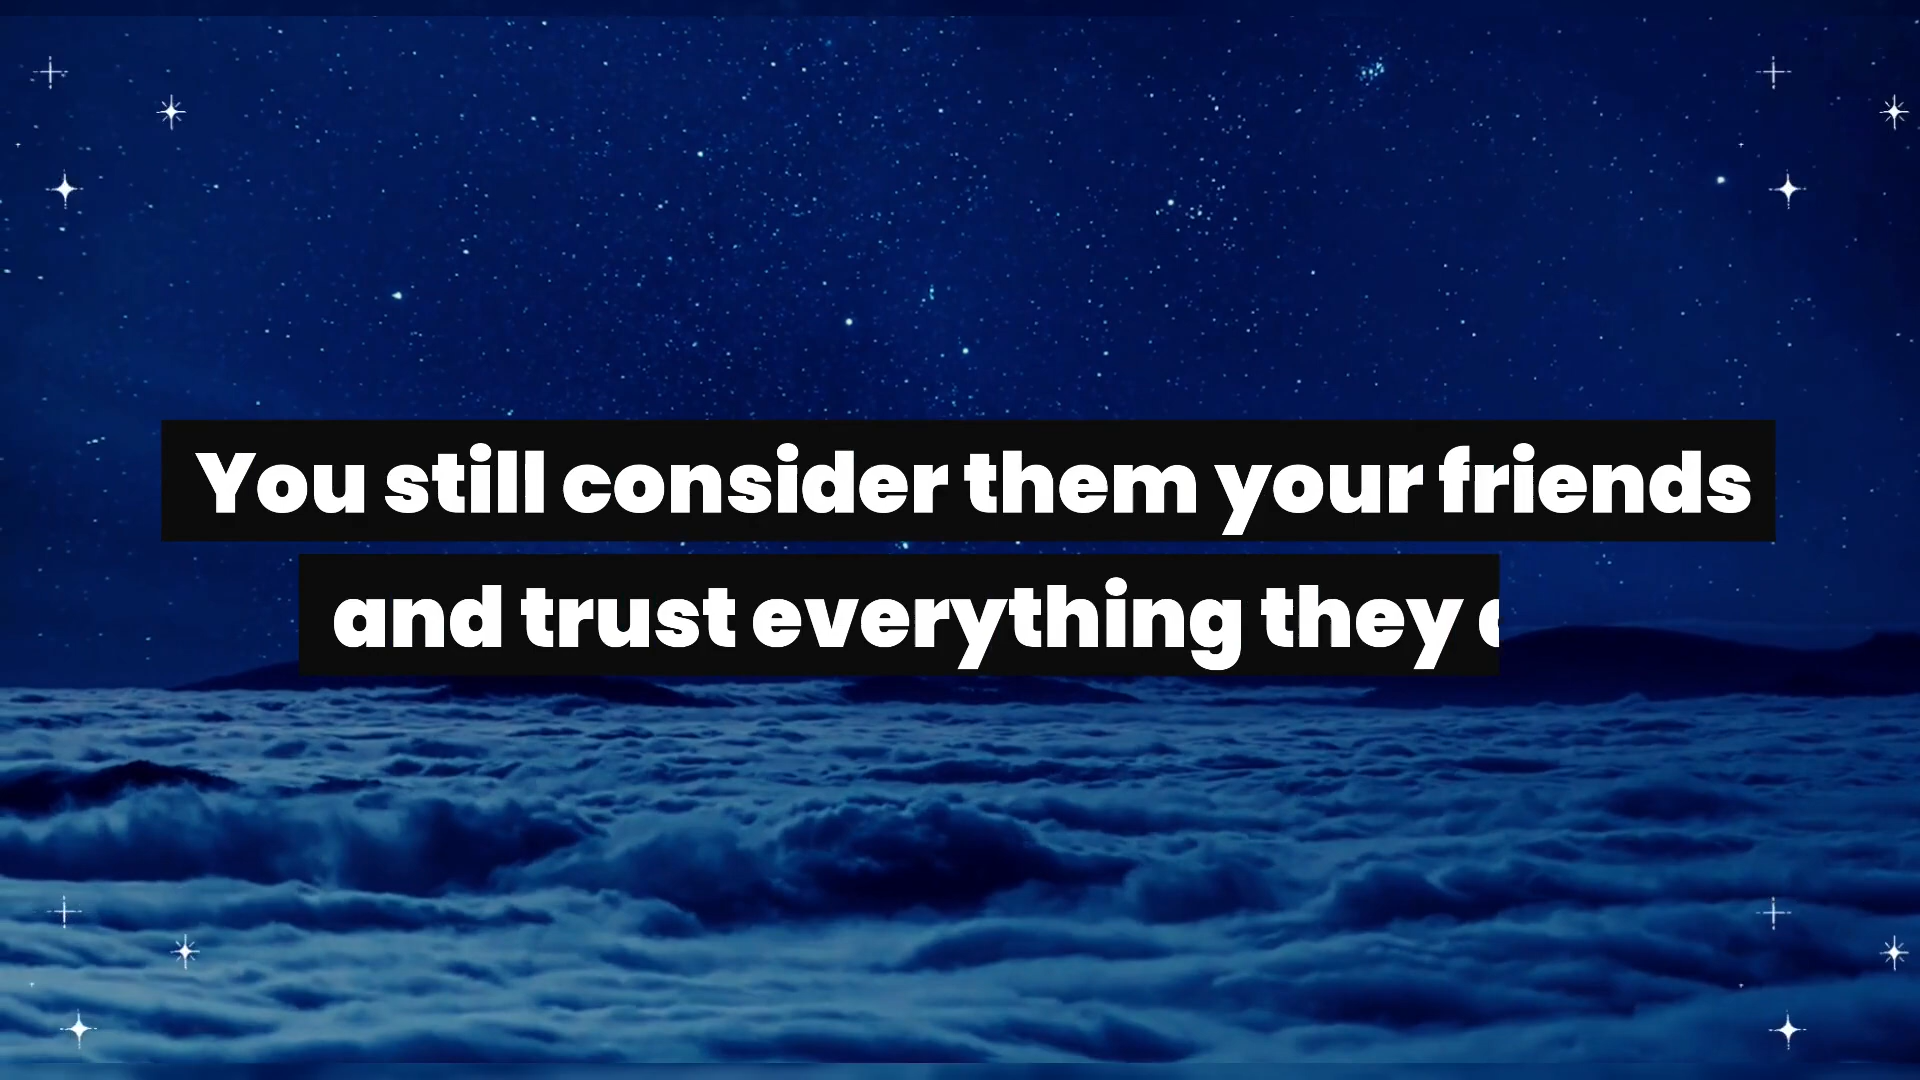 You still consider them your friends
and trust everything they